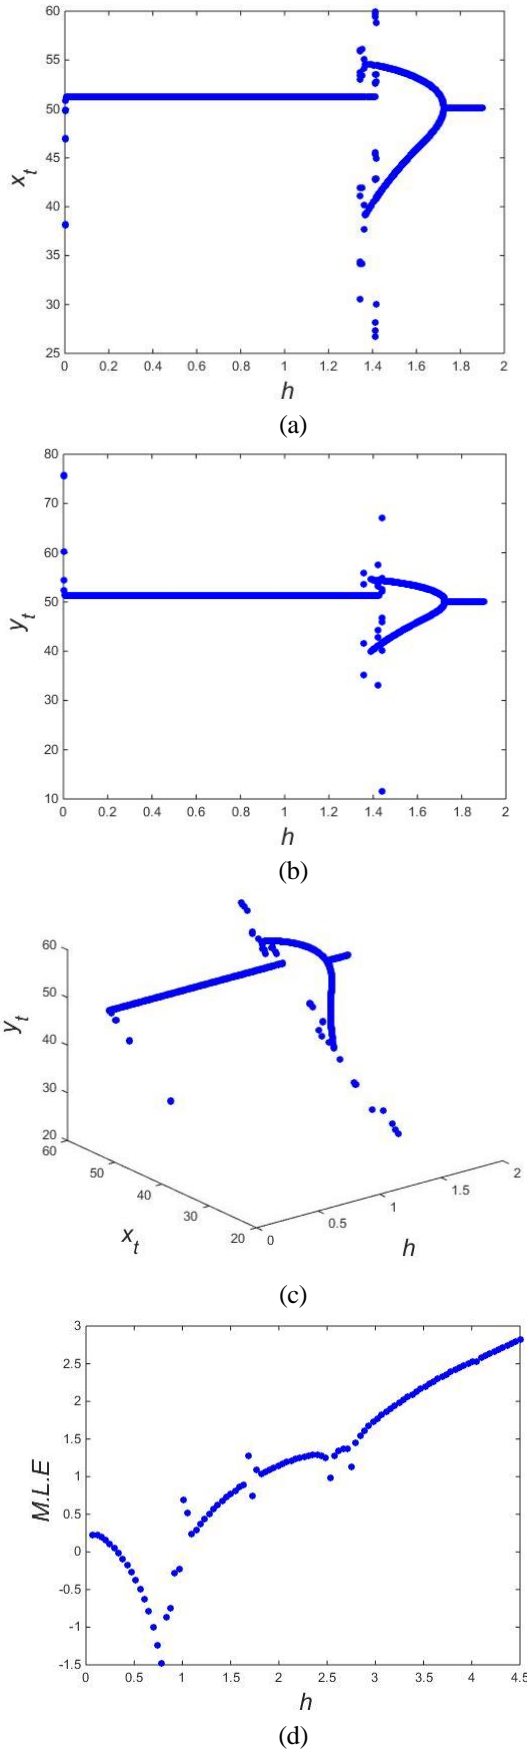 60
55
50
45
40
35
30
25
x_t
0 0.2 0.4 0.6 0.8 1 1.2 1.4 1.6 1.8 2
h
(a)
80
70
60
50
40
30
20
10
y_t
0 0.2 0.4 0.6 0.8 1 1.2 1.4 1.6 1.8 2
h
(b)
60
50
40
30
20
y_t
60 50 40 30 20
x_t
0 0.5 1 1.5 2
h
(c)
3
2.5
2
1.5
1
0.5
0
-0.5
-1
-1.5
M.L.E
0 0.5 1 1.5 2 2.5 3 3.5 4 4.5
h
(d)